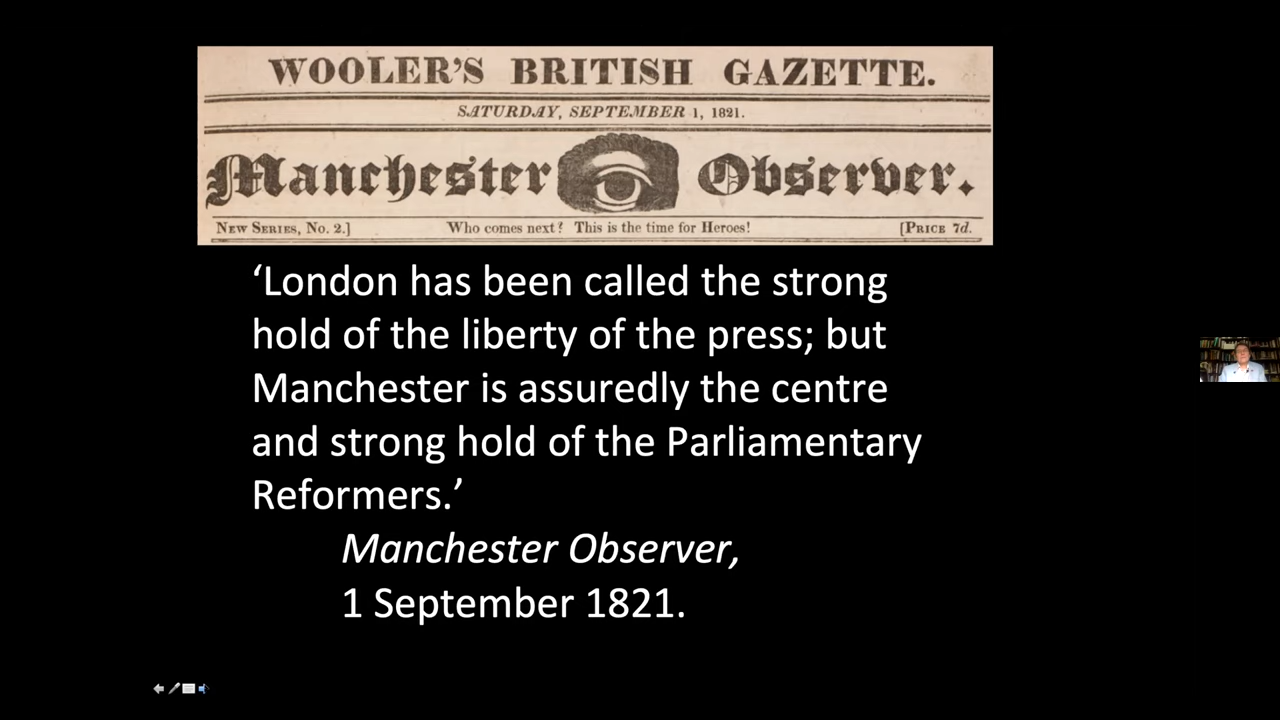 WOOLER'S BRITISH GAZETTE.
SATURDAY, SEPTEMBER 1, 1821.
Manchester Observer.
NEW SERIES, No. 2.] Who comes next? This is the time for Heroes! [PRICE 7d.
‘London has been called the strong
hold of the liberty of the press; but
Manchester is assuredly the centre
and strong hold of the Parliamentary
Reformers.’
Manchester Observer,
1 September 1821.